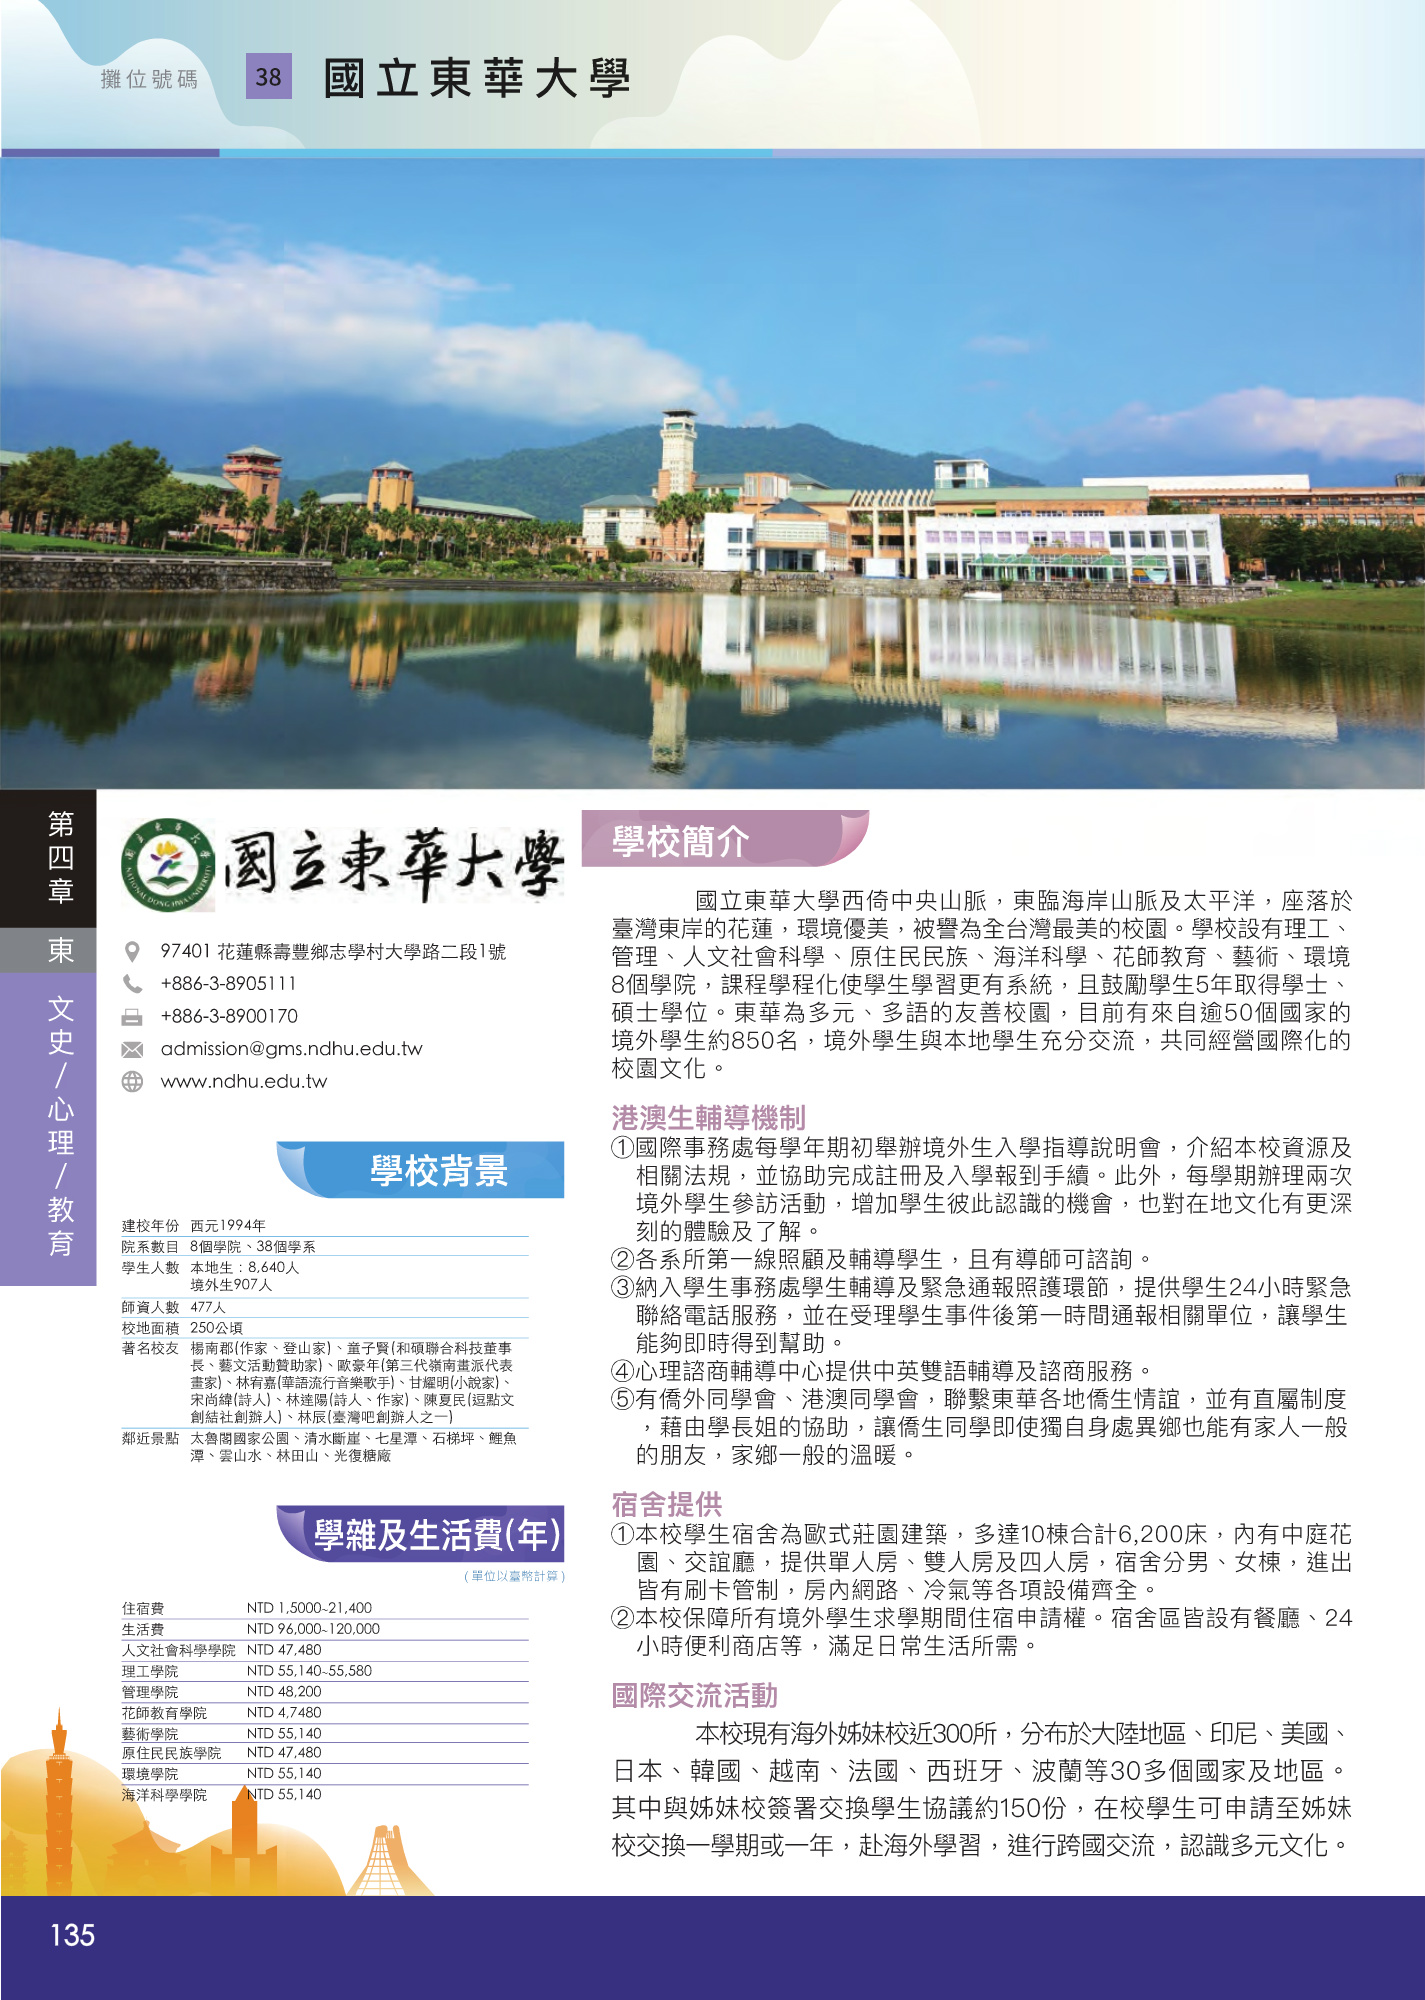 攤位號碼 38 國立東華大學
第四章
東
文史/心理/教育
國立東華大學
97401 花蓮縣壽豐鄉志學村大學路二段1號
+886-3-8905111
+886-3-8900170
admission@gms.ndhu.edu.tw
www.ndhu.edu.tw
學校背景
建校年份 西元1994年
院系數目 8個學院、38個學系
學生人數 本地生：8,640人
境外生907人
師資人數 477人
校地面積 250公頃
著名校友 楊南郡(作家、登山家)、童子賢(和碩聯合科技董事
長、藝文活動贊助家)、歐豪年(第三代嶺南畫派代表
畫家)、林宥嘉(華語流行音樂歌手)、甘耀明(小說家)、
宋尚緯(詩人)、林達陽(詩人、作家)、陳夏民(逗點文
創結社創辦人)、林辰(臺灣吧創辦人之一)
鄰近景點 太魯閣國家公園、清水斷崖、七星潭、石梯坪、鯉魚
潭、雲山水、林田山、光復糖廠
學雜及生活費(年)
(單位以臺幣計算)
住宿費 NTD 1,5000~21,400
生活費 NTD 96,000~120,000
人文社會科學學院 NTD 47,480
理工學院 NTD 55,140~55,580
管理學院 NTD 48,200
花師教育學院 NTD 4,7480
藝術學院 NTD 55,140
原住民民族學院 NTD 47,480
環境學院 NTD 55,140
海洋科學學院 NTD 55,140
學校簡介
國立東華大學西倚中央山脈，東臨海岸山脈及太平洋，座落於
臺灣東岸的花蓮，環境優美，被譽為全台灣最美的校園。學校設有理工、
管理、人文社會科學、原住民民族、海洋科學、花師教育、藝術、環境
8個學院，課程學程化使學生學習更有系統，且鼓勵學生5年取得學士、
碩士學位。東華為多元、多語的友善校園，目前有來自逾50個國家的
境外學生約850名，境外學生與本地學生充分交流，共同經營國際化的
校園文化。
港澳生輔導機制
①國際事務處每學年期初舉辦境外生入學指導說明會，介紹本校資源及
相關法規，並協助完成註冊及入學報到手續。此外，每學期辦理兩次
境外學生參訪活動，增加學生彼此認識的機會，也對在地文化有更深
刻的體驗及了解。
②各系所第一線照顧及輔導學生，且有導師可諮詢。
③納入學生事務處學生輔導及緊急通報照護環節，提供學生24小時緊急
聯絡電話服務，並在受理學生事件後第一時間通報相關單位，讓學生
能夠即時得到幫助。
④心理諮商輔導中心提供中英雙語輔導及諮商服務。
⑤有僑外同學會、港澳同學會，聯繫東華各地僑生情誼，並有直屬制度
，藉由學長姐的協助，讓僑生同學即使獨自身處異鄉也能有家人一般
的朋友，家鄉一般的溫暖。
宿舍提供
①本校學生宿舍為歐式莊園建築，多達10棟合計6,200床，內有中庭花
園、交誼廳，提供單人房、雙人房及四人房，宿舍分男、女棟，進出
皆有刷卡管制，房內網路、冷氣等各項設備齊全。
②本校保障所有境外學生求學期間住宿申請權。宿舍區皆設有餐廳、24
小時便利商店等，滿足日常生活所需。
國際交流活動
本校現有海外姊妹校近300所，分布於大陸地區、印尼、美國、
日本、韓國、越南、法國、西班牙、波蘭等30多個國家及地區。
其中與姊妹校簽署交換學生協議約150份，在校學生可申請至姊妹
校交換一學期或一年，赴海外學習，進行跨國交流，認識多元文化。
135